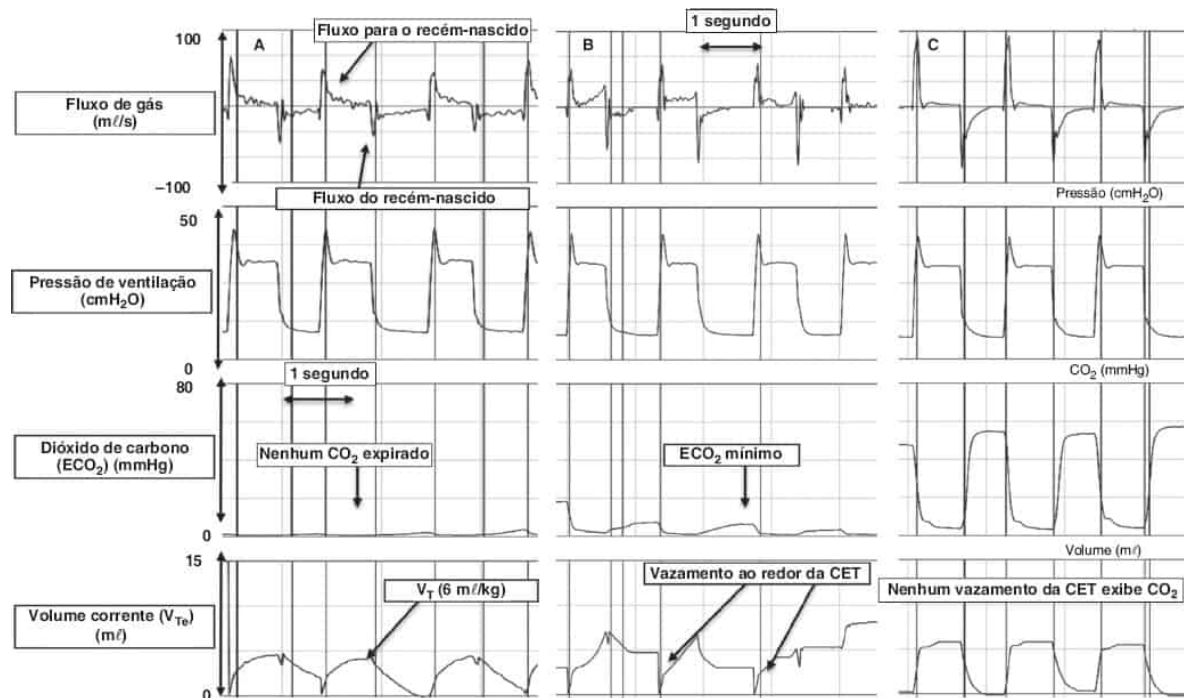 A
B
C
100
Fluxo para o recém-nascido
1 segundo
Fluxo de gás
(mℓ/s)
–100
Fluxo do recém-nascido
Pressão (cmH₂O)
50
Pressão de ventilação
(cmH₂O)
0
CO₂ (mmHg)
80
1 segundo
Dióxido de carbono
(ECO₂) (mmHg)
Nenhum CO₂ expirado
ECO₂ mínimo
0
Volume (mℓ)
15
V_T (6 mℓ/kg)
Vazamento ao redor da CET
Nenhum vazamento da CET exibe CO₂
Volume corrente (V_Te)
(mℓ)
0